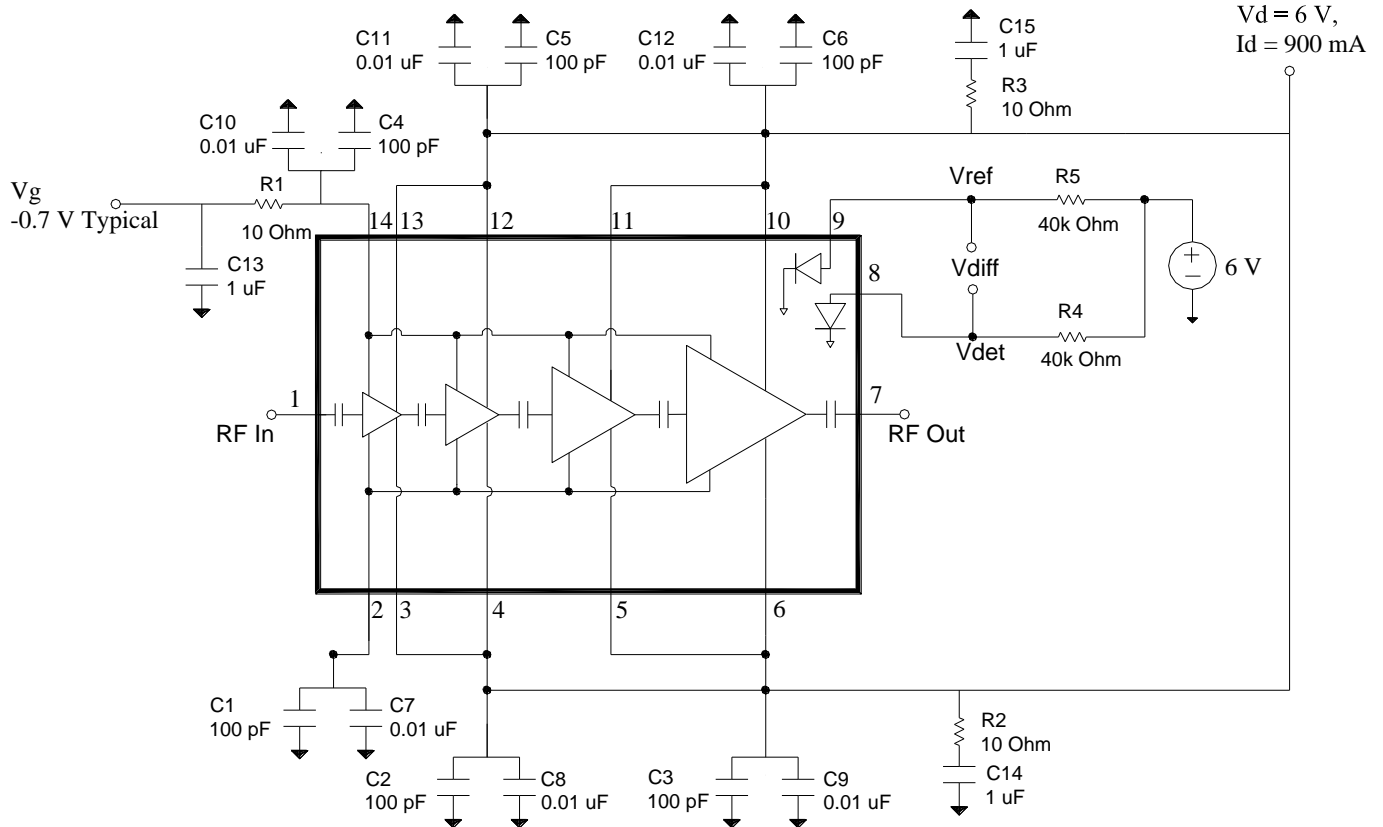 Vd = 6 V,
Id = 900 mA
C11
0.01 uF
C5
100 pF
C12
0.01 uF
C6
100 pF
C15
1 uF
R3
10 Ohm
C10
0.01 uF
C4
100 pF
Vg
-0.7 V Typical
R1
10 Ohm
C13
1 uF
14
13
12
11
10
9
8
Vref
R5
40k Ohm
Vdiff
6 V
Vdet
R4
40k Ohm
1
RF In
7
RF Out
2
3
4
5
6
C1
100 pF
C7
0.01 uF
C2
100 pF
C8
0.01 uF
C3
100 pF
C9
0.01 uF
R2
10 Ohm
C14
1 uF